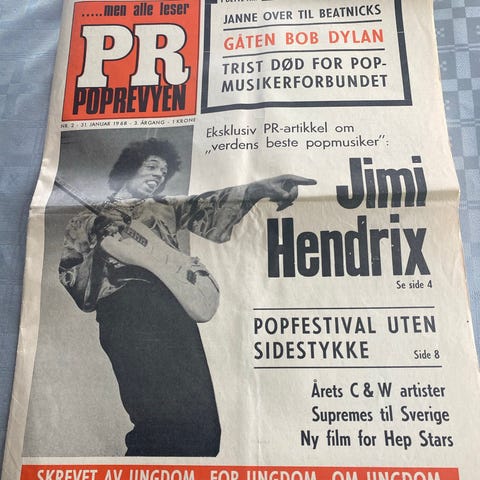 .....men alle leser
PR
POPREVYEN
NR. 2 - 31. JANUAR 1968 - 3. ÅRGANG - 1 KRONE
JANNE OVER TIL BEATNICKS
GÅTEN BOB DYLAN
TRIST DØD FOR POP-
MUSIKERFORBUNDET
Eksklusiv PR-artikkel om
„verdens beste popmusiker":
Jimi
Hendrix
Se side 4
POPFESTIVAL UTEN
SIDESTYKKE
Side 8
Årets C & W artister
Supremes til Sverige
Ny film for Hep Stars
SKREVET AV UNGDOM, FOR UNGDOM, OM UNGDOM